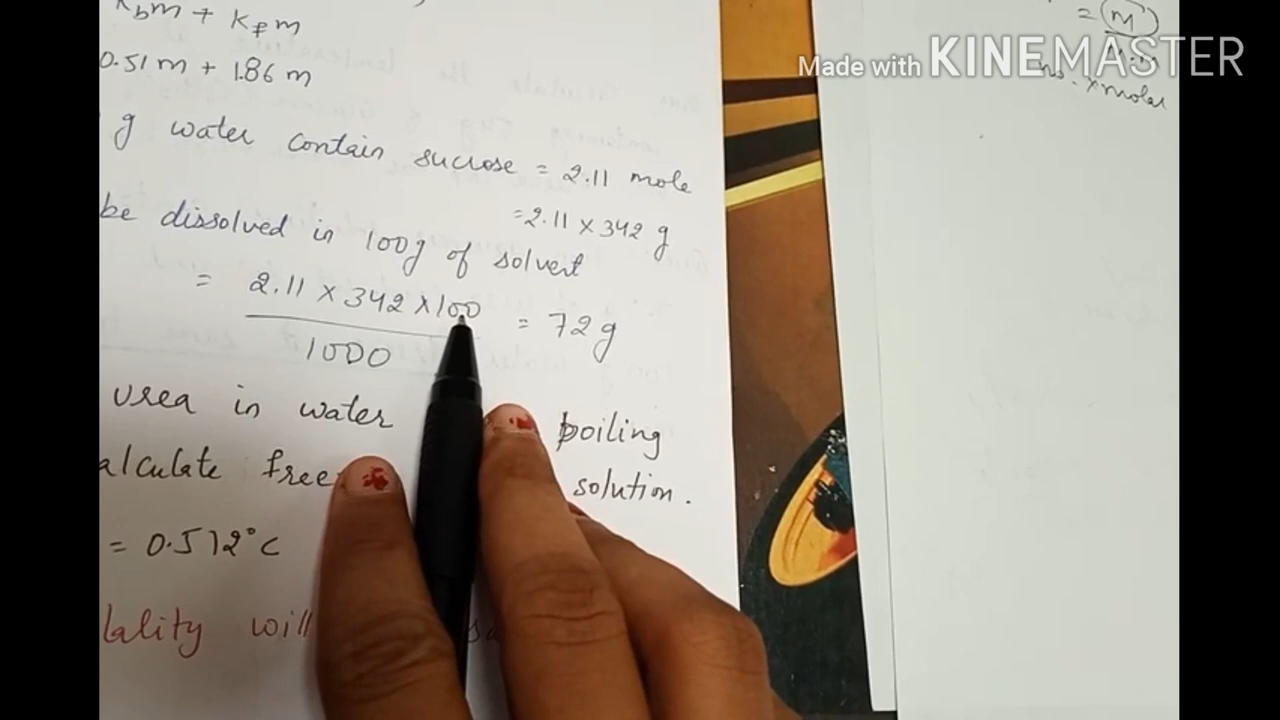 Kbm + Kfm
0.51 m + 1.86 m
g water contain sucrose = 2.11 mole
= 2.11 × 342 g
be dissolved in 100g of solvent
= 2.11 × 342 × 100 = 72 g
1000
urea in water boiling
alculate free solution.
= 0.512°C
lality will
= (m)
× molar
Made with KINEMASTER